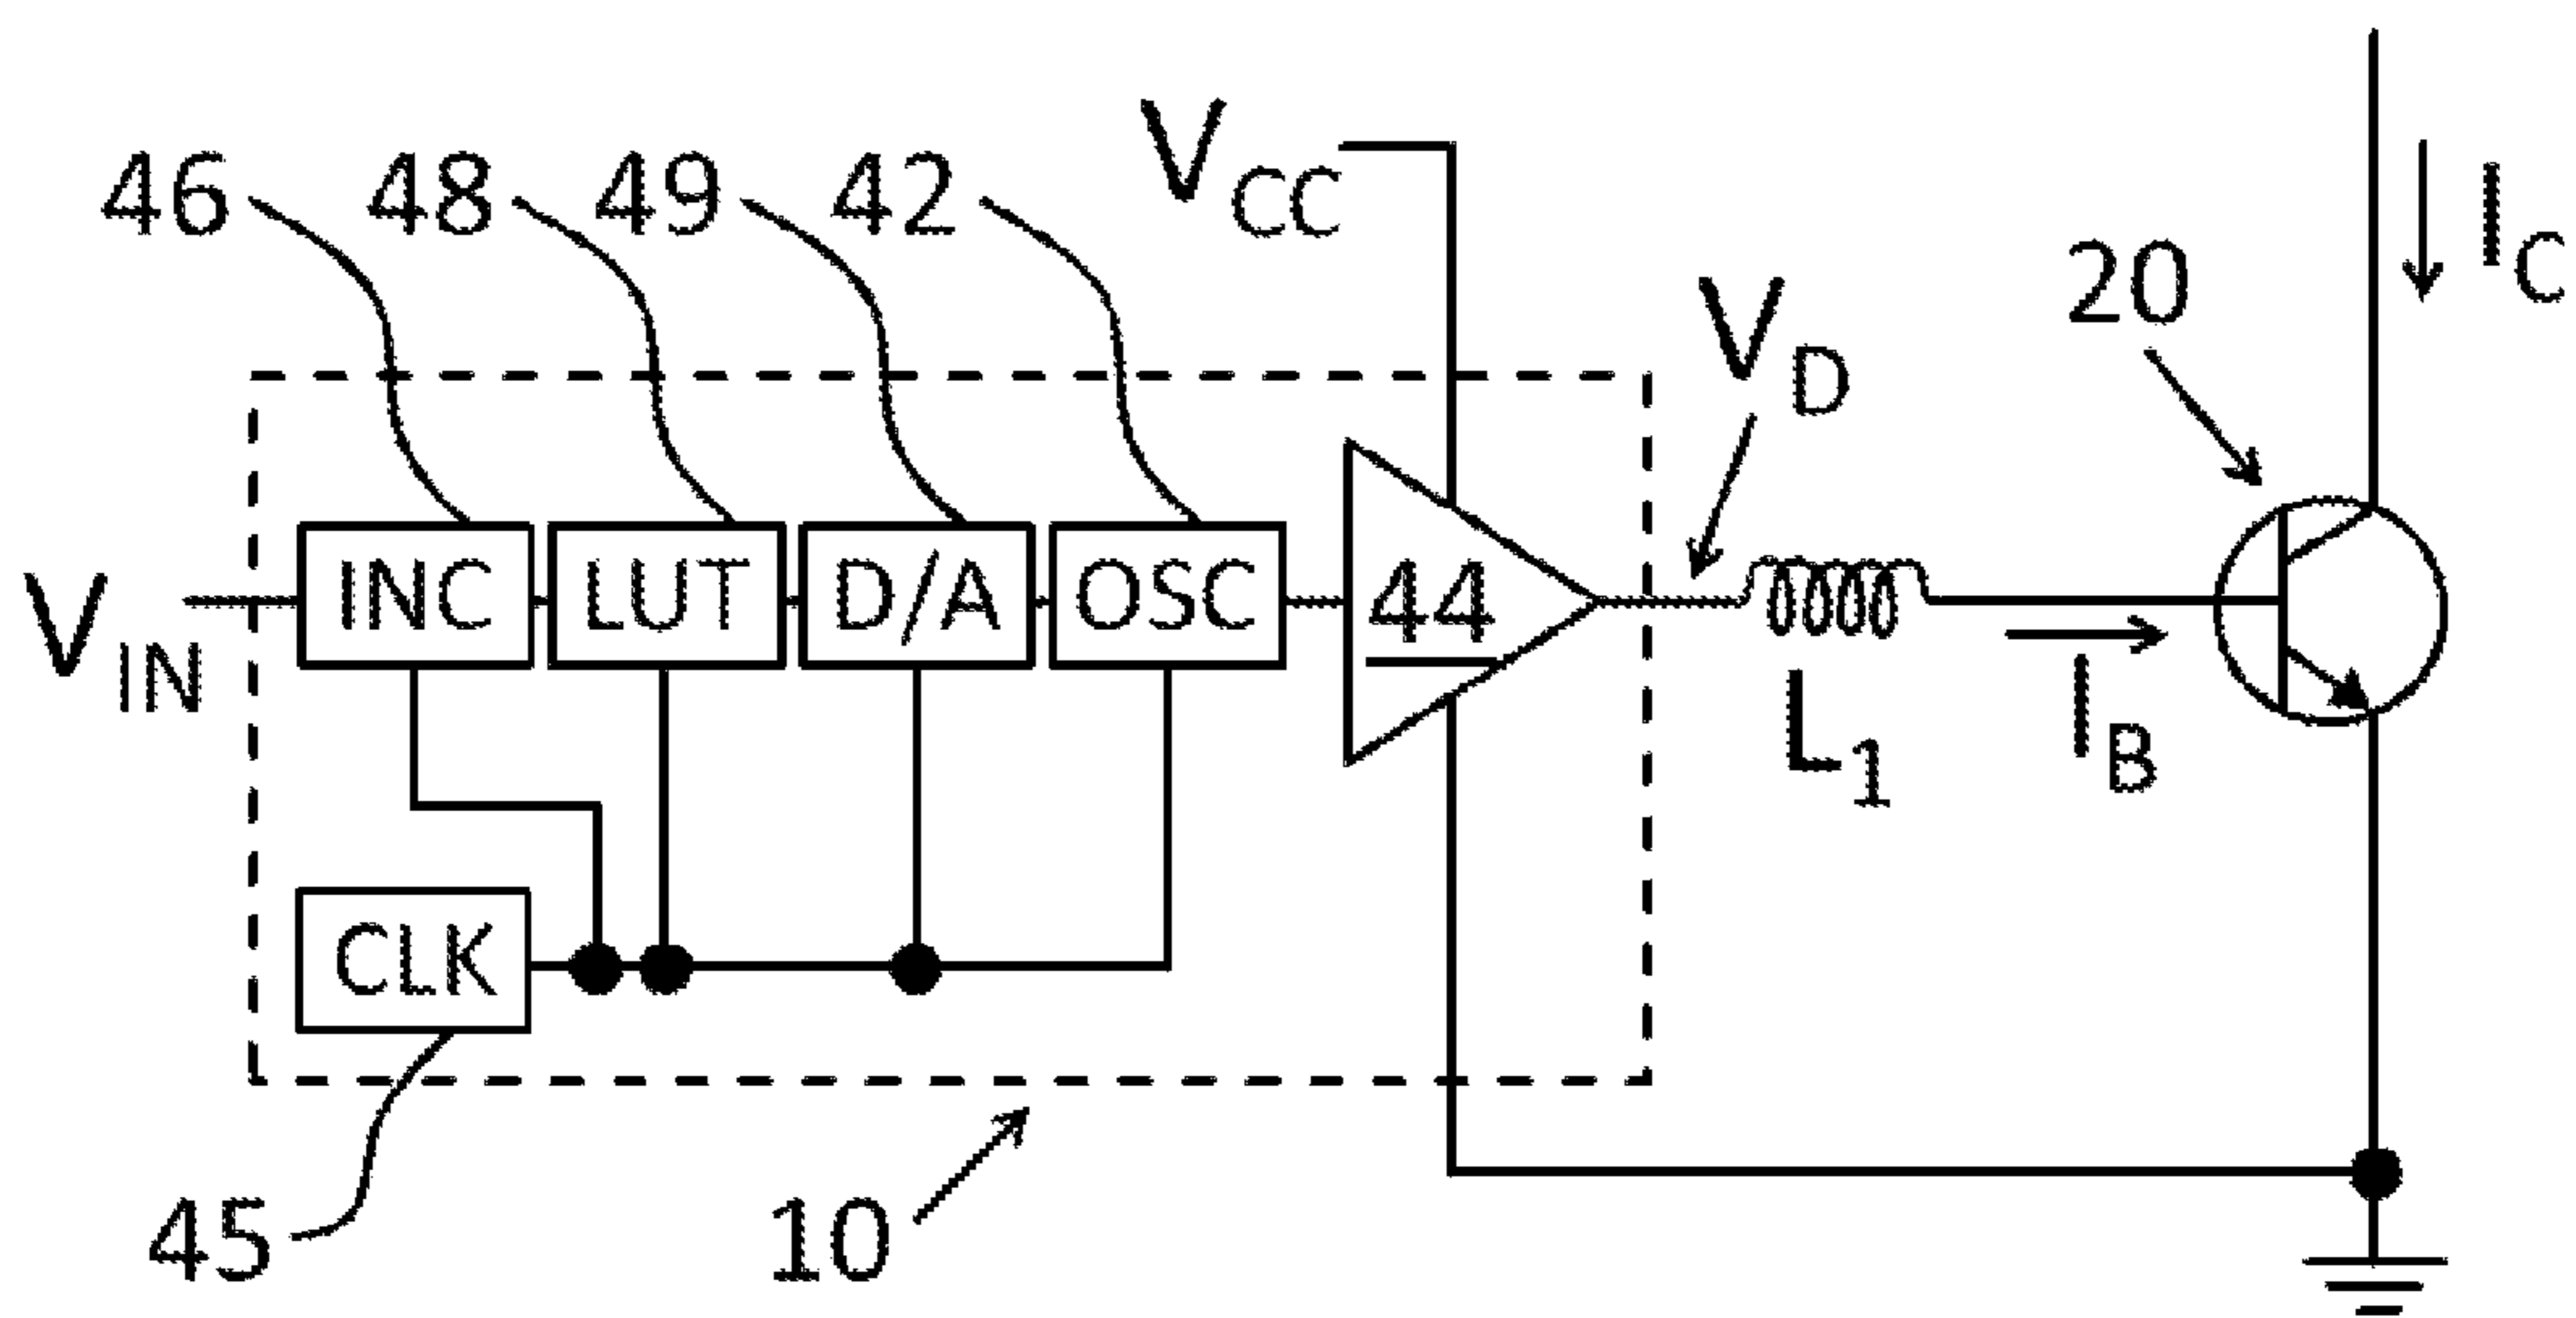 46 48 49 42 VCC IC
20
VD
INC LUT D/A OSC 44
VIN
L1 IB
CLK
45 10